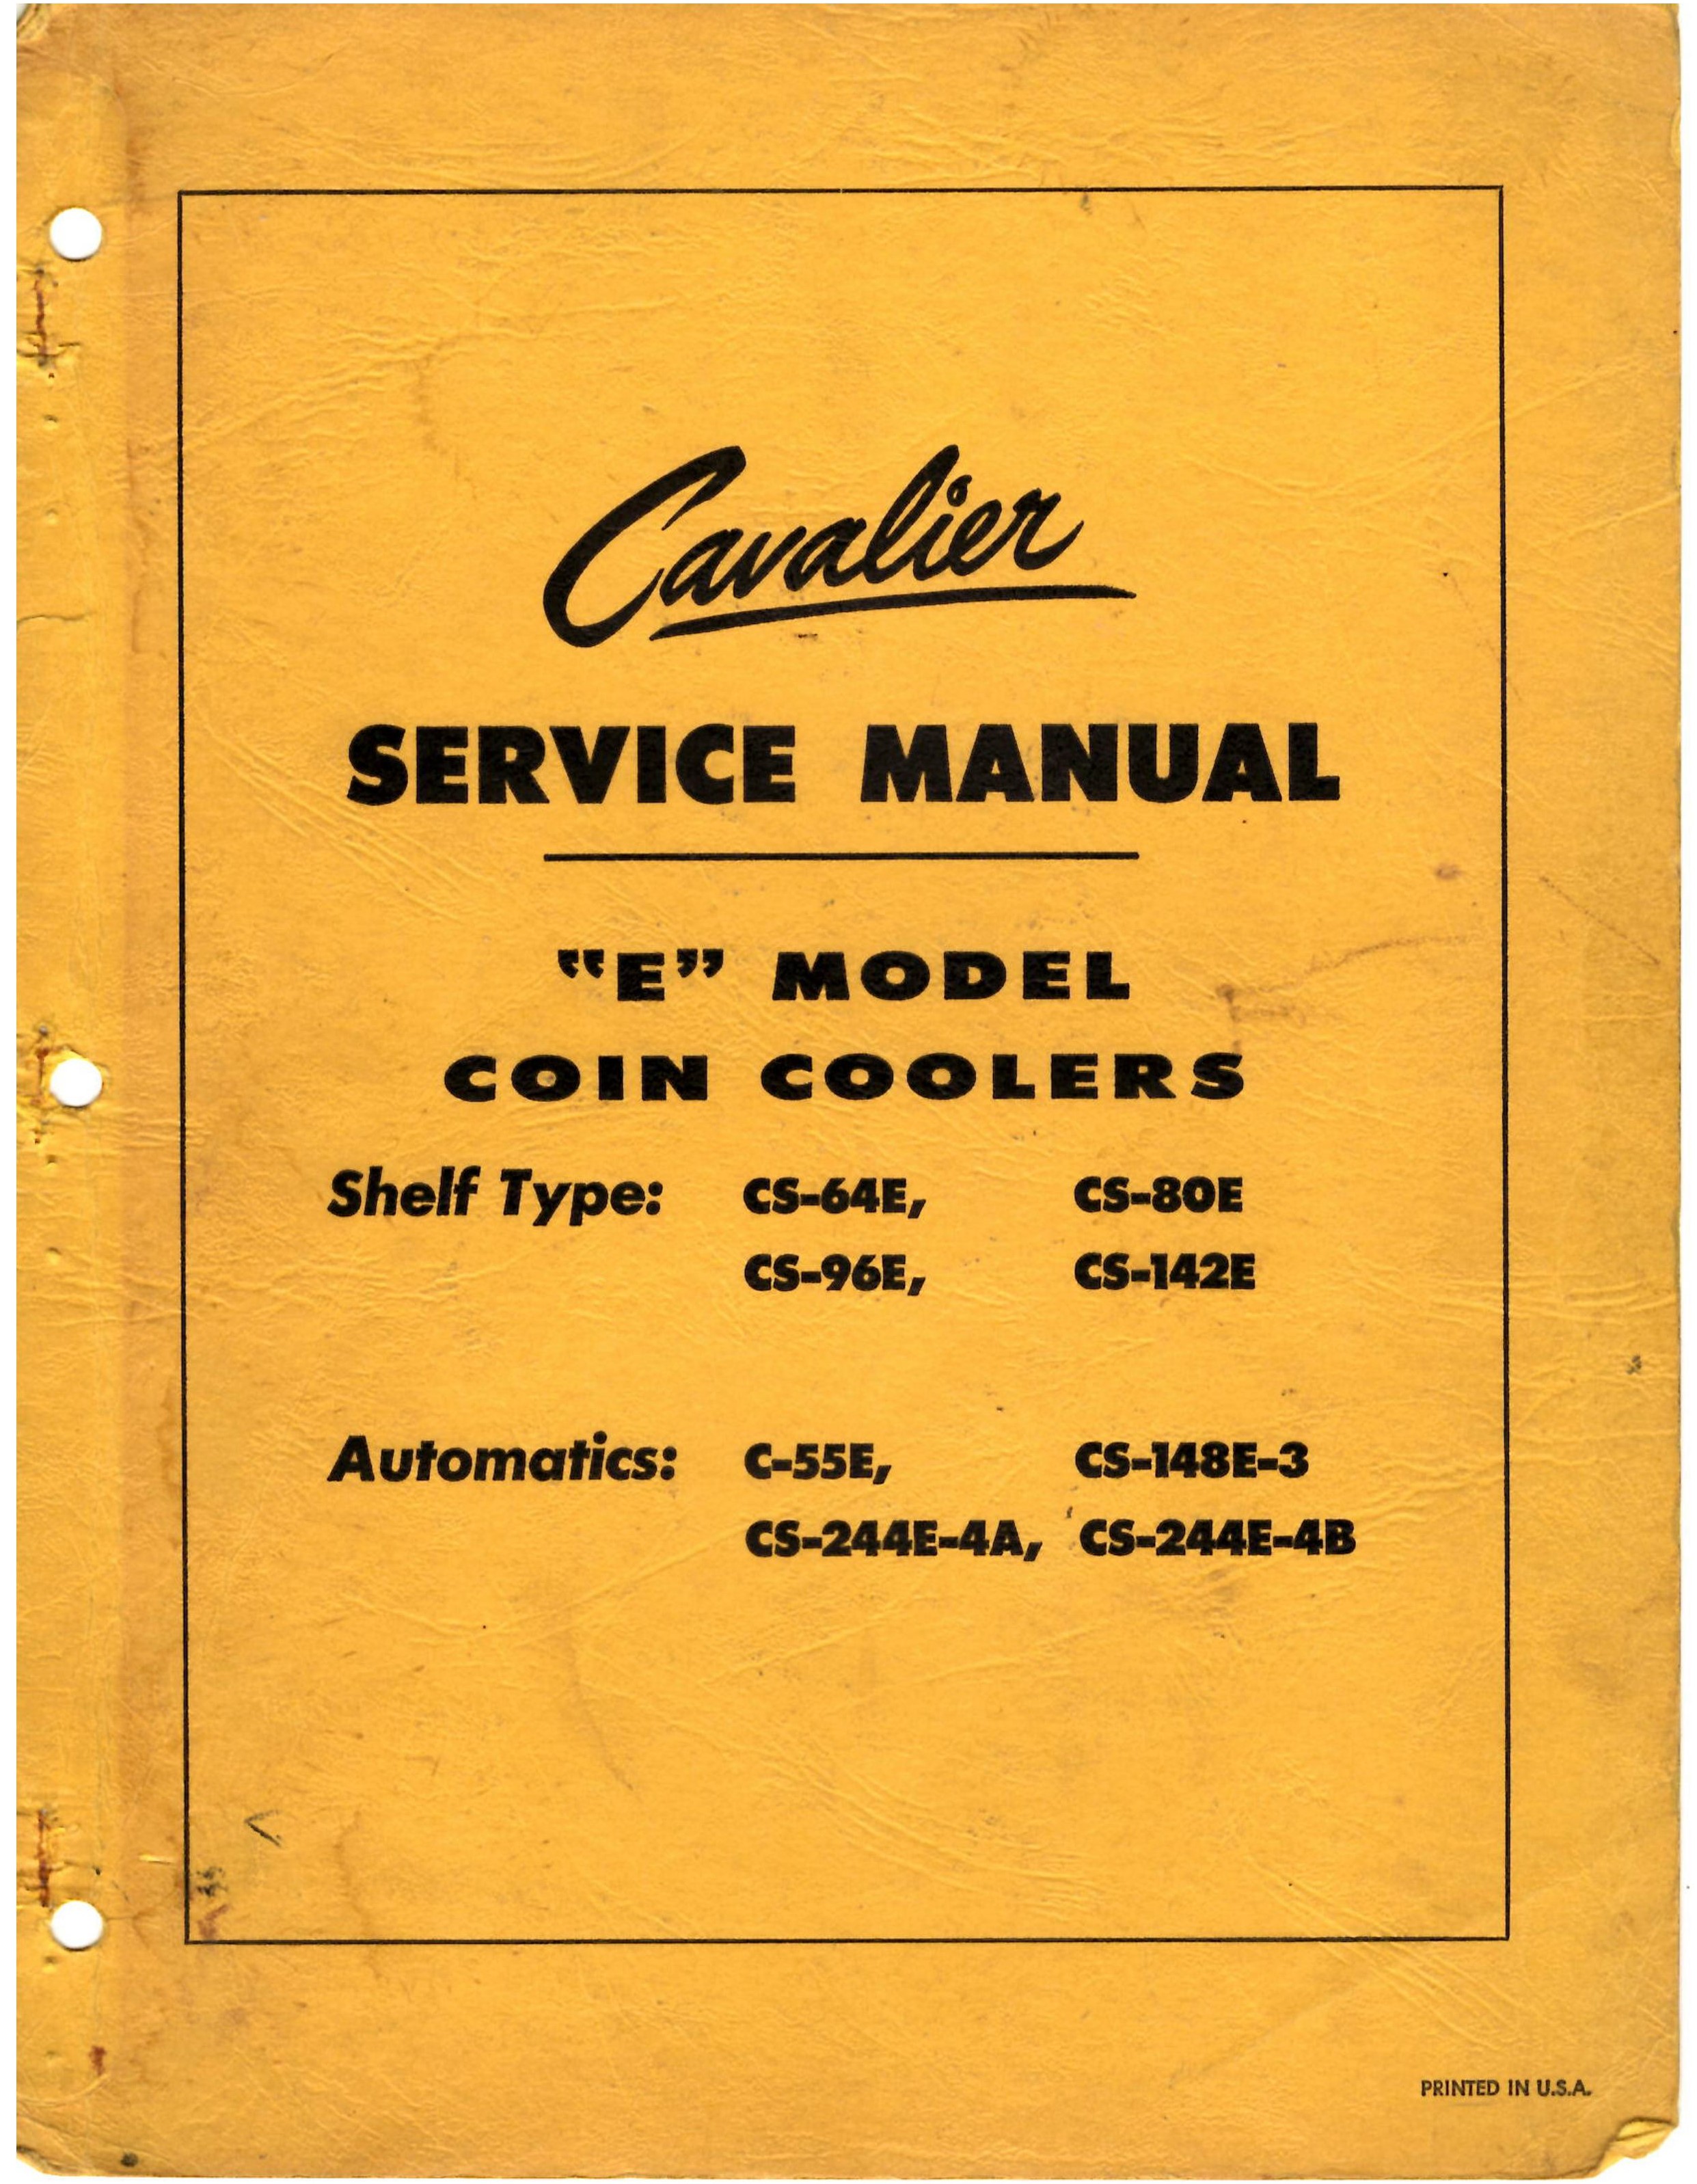 Cavalier
SERVICE MANUAL
"E" MODEL
COIN COOLERS
Shelf Type: CS-64E, CS-80E
CS-96E, CS-142E
Automatics: C-55E, CS-148E-3
CS-244E-4A, CS-244E-4B
PRINTED IN U.S.A.